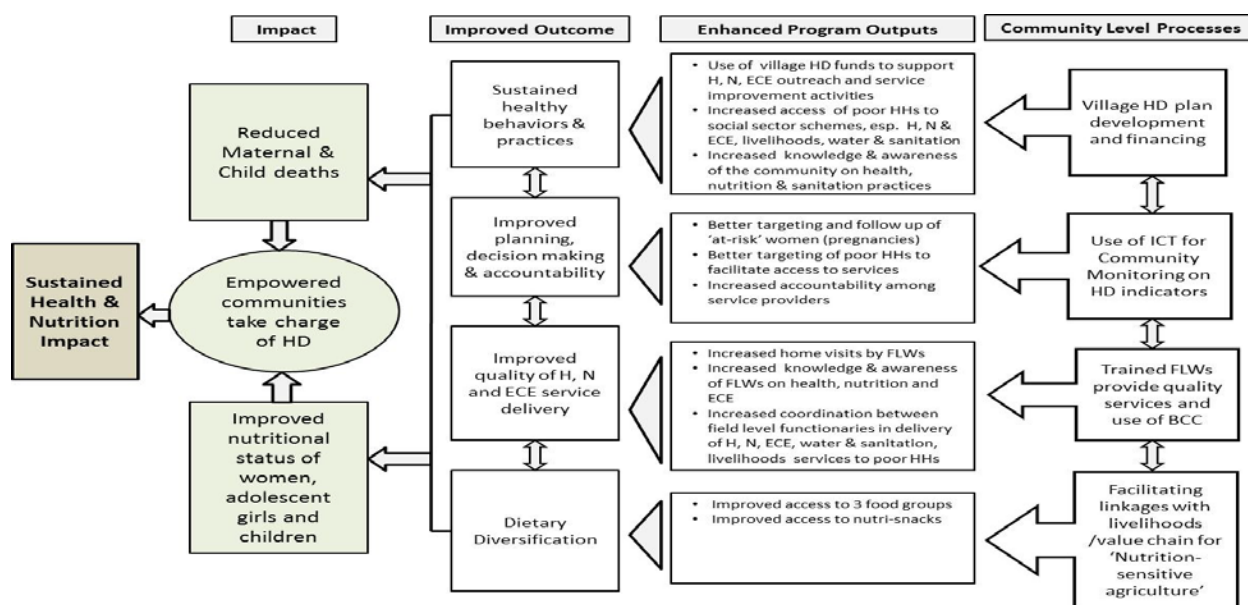 Impact
Improved Outcome
Enhanced Program Outputs
Community Level Processes
Sustained
Health &
Nutrition
Impact
Reduced
Maternal &
Child deaths
Empowered
communities
take charge
of HD
Improved
nutritional
status of
women,
adolescent
girls and
children
Sustained
healthy
behaviors &
practices
Improved
planning,
decision making
& accountability
Improved
quality of H, N
and ECE service
delivery
Dietary
Diversification
• Use of village HD funds to support
H, N, ECE outreach and service
improvement activities
• Increased access of poor HHs to
social sector schemes, esp. H, N &
ECE, livelihoods, water & sanitation
• Increased knowledge & awareness
of the community on health,
nutrition & sanitation practices
• Better targeting and follow up of
‘at-risk’ women (pregnancies)
• Better targeting of poor HHs to
facilitate access to services
• Increased accountability among
service providers
• Increased home visits by FLWs
• Increased knowledge & awareness
of FLWs on health, nutrition and
ECE
• Increased coordination between
field level functionaries in delivery
of H, N, ECE, water & sanitation,
livelihoods services to poor HHs
• Improved access to 3 food groups
• Improved access to nutri-snacks
Village HD plan
development
and financing
Use of ICT for
Community
Monitoring on
HD indicators
Trained FLWs
provide quality
services and
use of BCC
Facilitating
linkages with
livelihoods
/value chain for
‘Nutrition-
sensitive
agriculture’